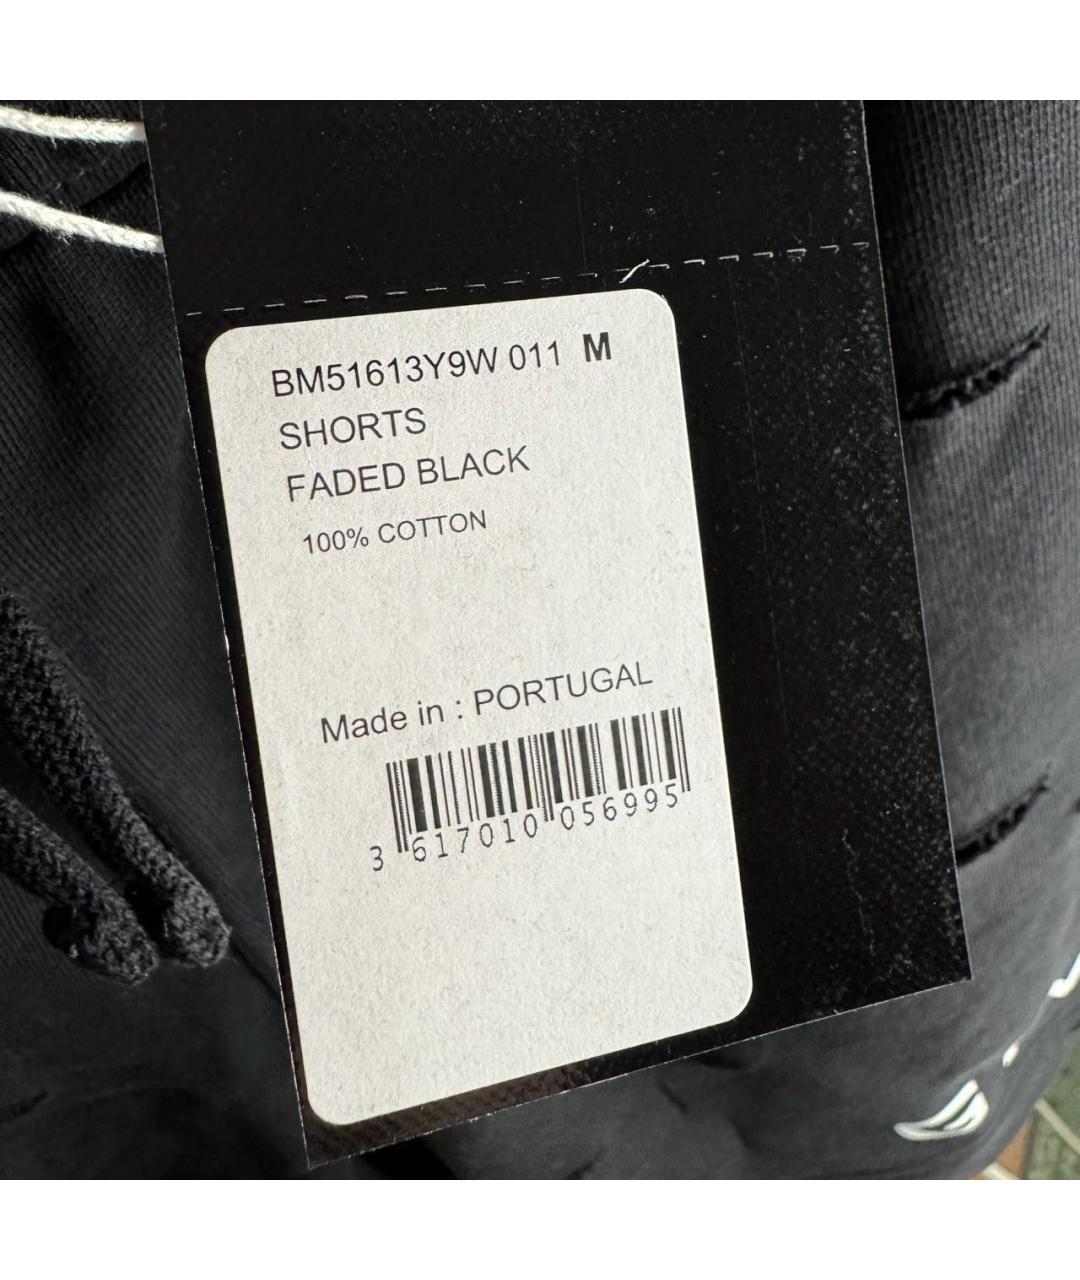 BM51613Y9W 011 M
SHORTS
FADED BLACK
100% COTTON
Made in : PORTUGAL
3 617010 056995